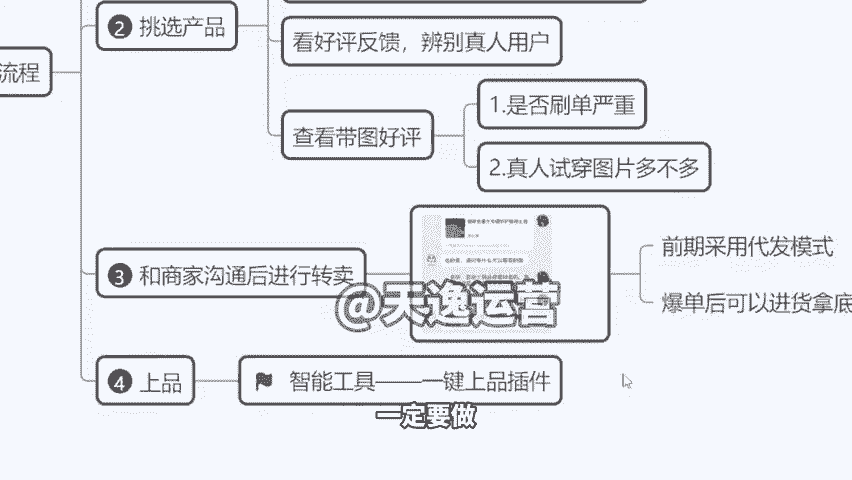 流程
2 挑选产品
看好评反馈，辨别真人用户
查看带图好评
1.是否刷单严重
2.真人试穿图片多不多
3 和商家沟通后进行转卖
前期采用代发模式
爆单后可以进货拿底
@天逸运营
4 上品
智能工具——一键上品插件
一定要做